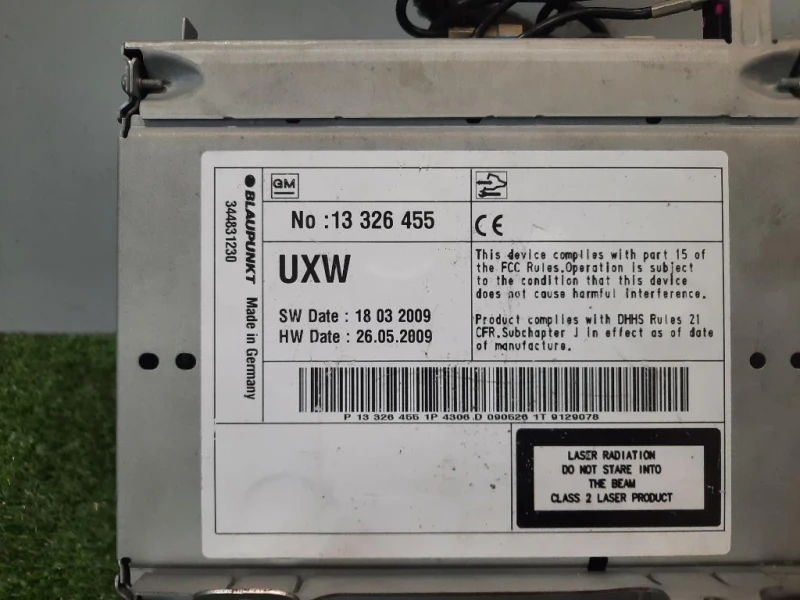 BLAUPUNKT Made in Germany
344831230
GM
No :13 326 455
UXW
SW Date : 18 03 2009
HW Date : 26.05.2009
CE
This device complies with part 15 of
the FCC Rules.Operation is subject
to the condition that this device
does not cause harmful interference.
Product complies with DHHS Rules 21
CFR.Subchapter J in effect as of date
of manufacture.
P 13 326 455 1P 4306 D 090526 1T 9129078
LASER RADIATION
DO NOT STARE INTO
THE BEAM
CLASS 2 LASER PRODUCT